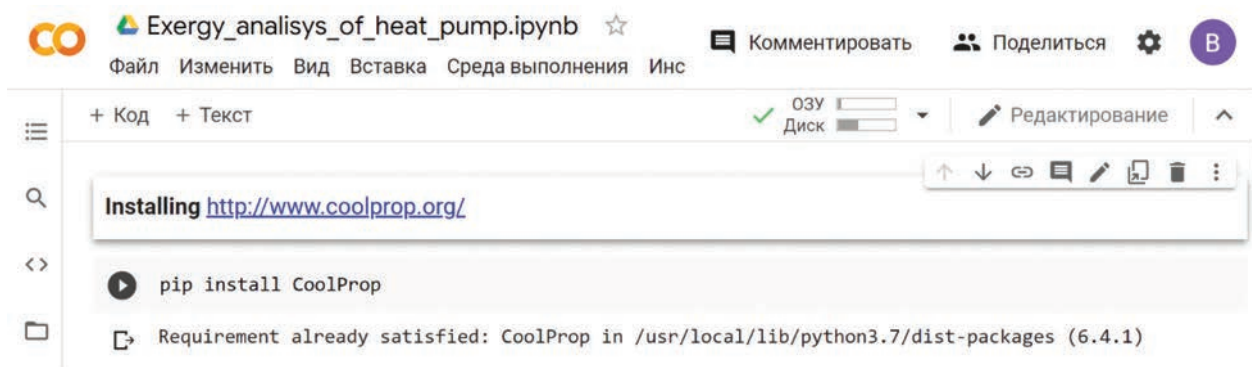 Exergy_analisys_of_heat_pump.ipynb
Комментировать
Поделиться
B
Файл Изменить Вид Вставка Среда выполнения Инс
+ Код + Текст
ОЗУ
Диск
Редактирование
Installing http://www.coolprop.org/
pip install CoolProp
Requirement already satisfied: CoolProp in /usr/local/lib/python3.7/dist-packages (6.4.1)